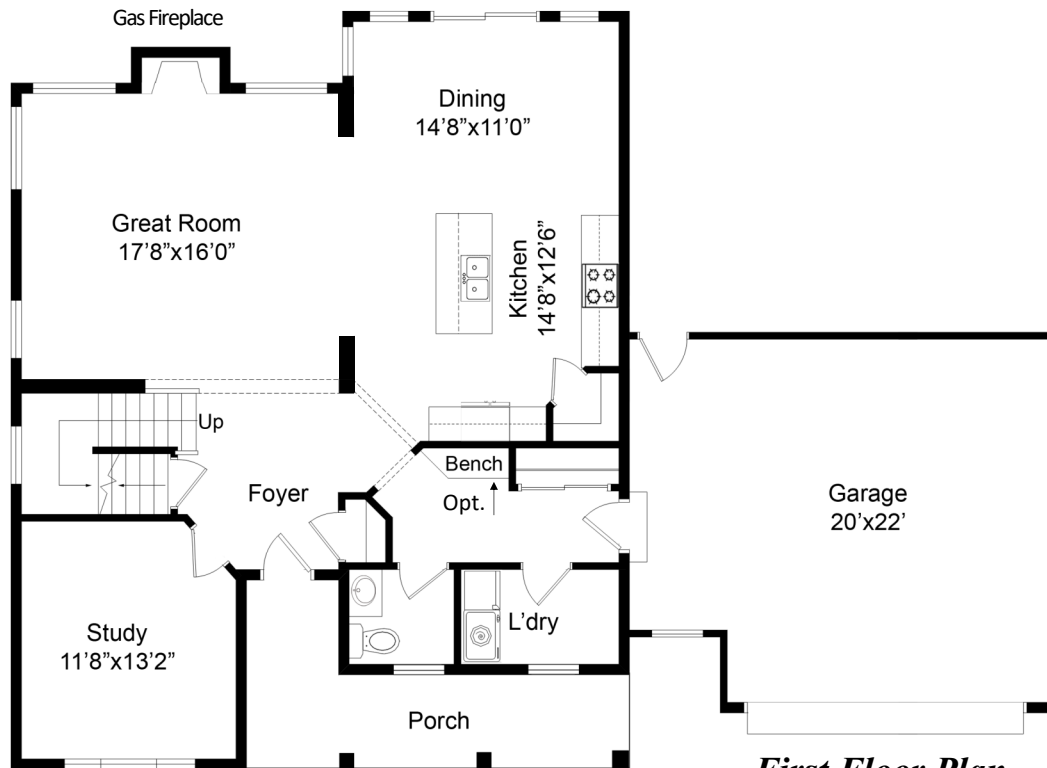 Gas Fireplace
Dining
14’8”x11’0”
Great Room
17’8”x16’0”
Kitchen
14’8”x12’6”
Up
Bench
Opt.
Foyer
Garage
20’x22’
Study
11’8”x13’2”
L’dry
Porch
First Floor Plan